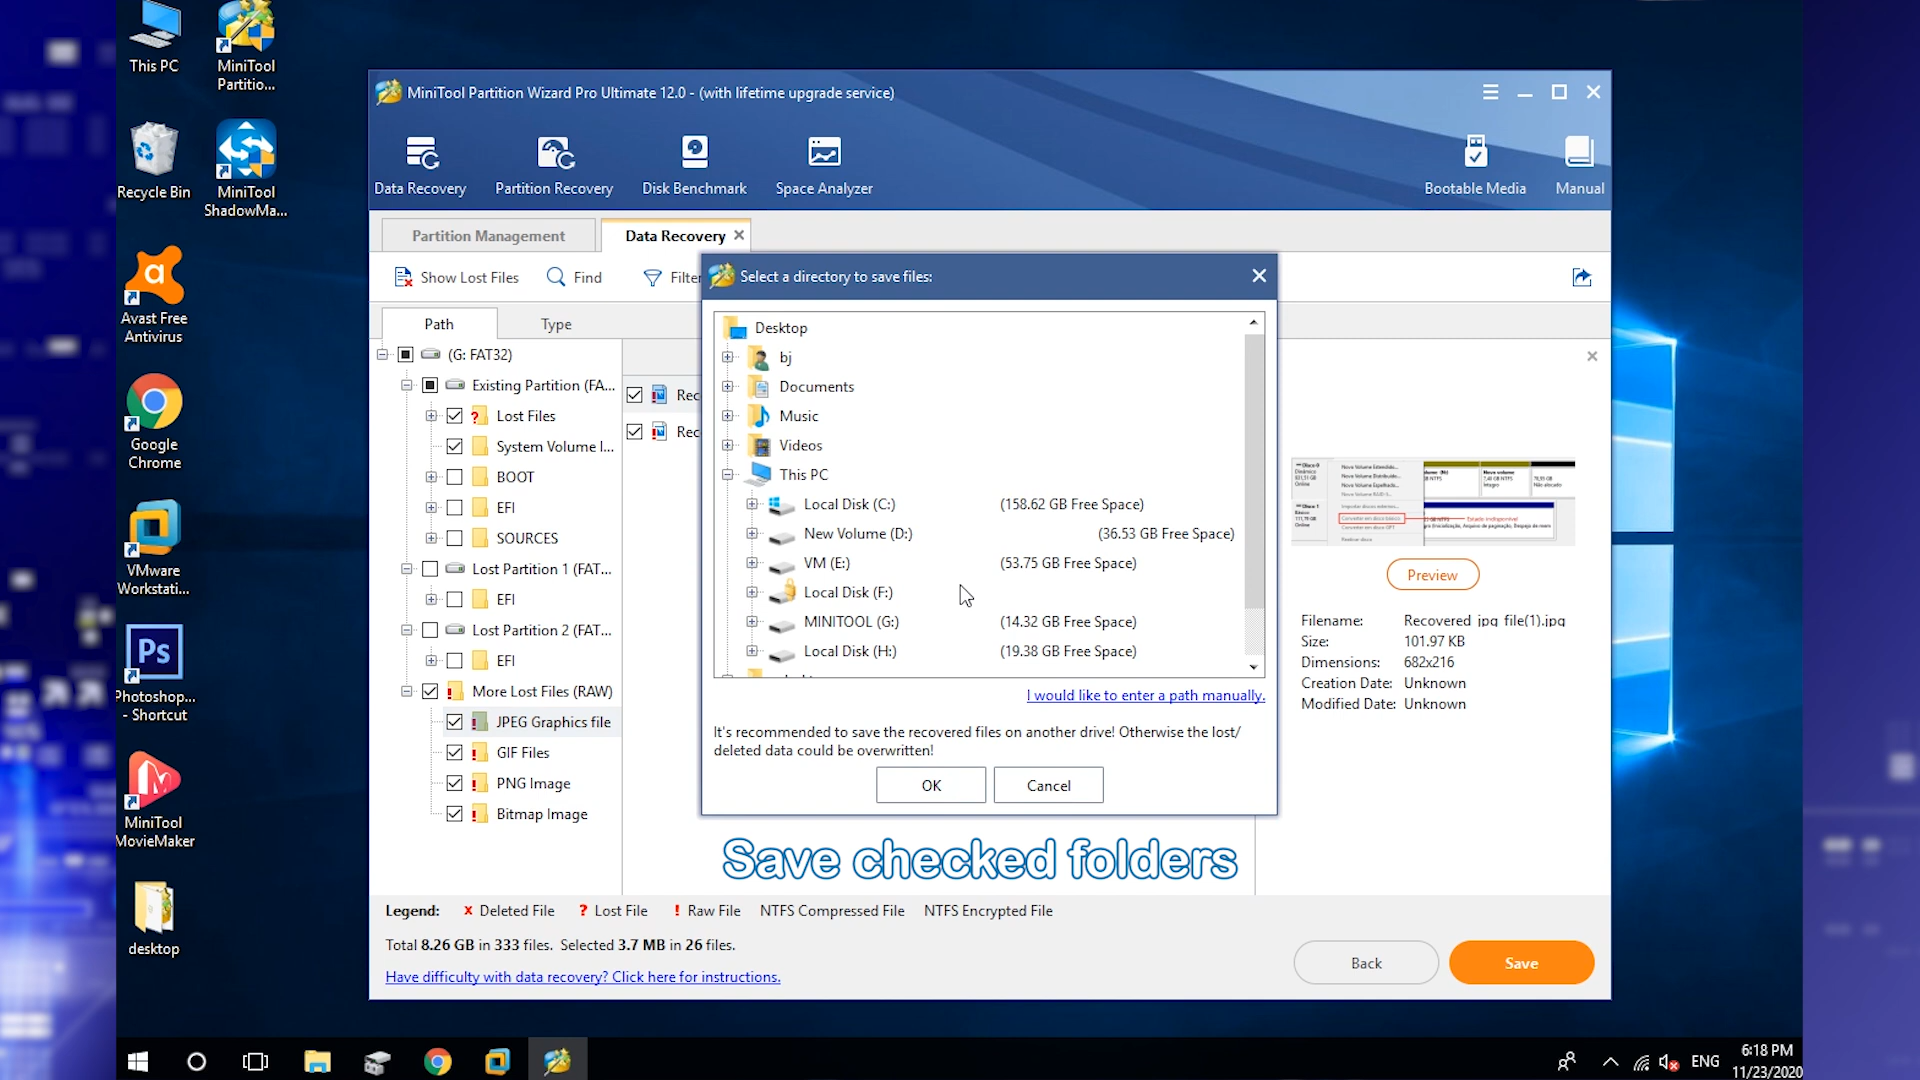 This PC
MiniTool
Partitio...
Recycle Bin
MiniTool
ShadowMa...
Avast Free
Antivirus
Google
Chrome
VMware
Workstati...
Ps
Photoshop...
- Shortcut
MiniTool
MovieMaker
desktop
MiniTool Partition Wizard Pro Ultimate 12.0 - (with lifetime upgrade service)
Data Recovery
Partition Recovery
Disk Benchmark
Space Analyzer
Bootable Media
Manual
Partition Management
Data Recovery
Show Lost Files
Find
Filter
Path
Type
(G: FAT32)
Existing Partition (FA...
Lost Files
System Volume I...
BOOT
EFI
SOURCES
Lost Partition 1 (FAT...
EFI
Lost Partition 2 (FAT...
EFI
More Lost Files (RAW)
JPEG Graphics file
GIF Files
PNG Image
Bitmap Image
Rec
Rec
Select a directory to save files:
Desktop
bj
Documents
Music
Videos
This PC
Local Disk (C:) (158.62 GB Free Space)
New Volume (D:) (36.53 GB Free Space)
VM (E:) (53.75 GB Free Space)
Local Disk (F:)
MINITOOL (G:) (14.32 GB Free Space)
Local Disk (H:) (19.38 GB Free Space)
I would like to enter a path manually.
It's recommended to save the recovered files on another drive! Otherwise the lost/
deleted data could be overwritten!
OK
Cancel
Preview
Filename: Recovered_jpg_file(1).jpg
Size: 101.97 KB
Dimensions: 682x216
Creation Date: Unknown
Modified Date: Unknown
Save checked folders
Legend: x Deleted File ? Lost File ! Raw File NTFS Compressed File NTFS Encrypted File
Total 8.26 GB in 333 files. Selected 3.7 MB in 26 files.
Have difficulty with data recovery? Click here for instructions.
Back
Save
ENG
6:18 PM
11/23/2020